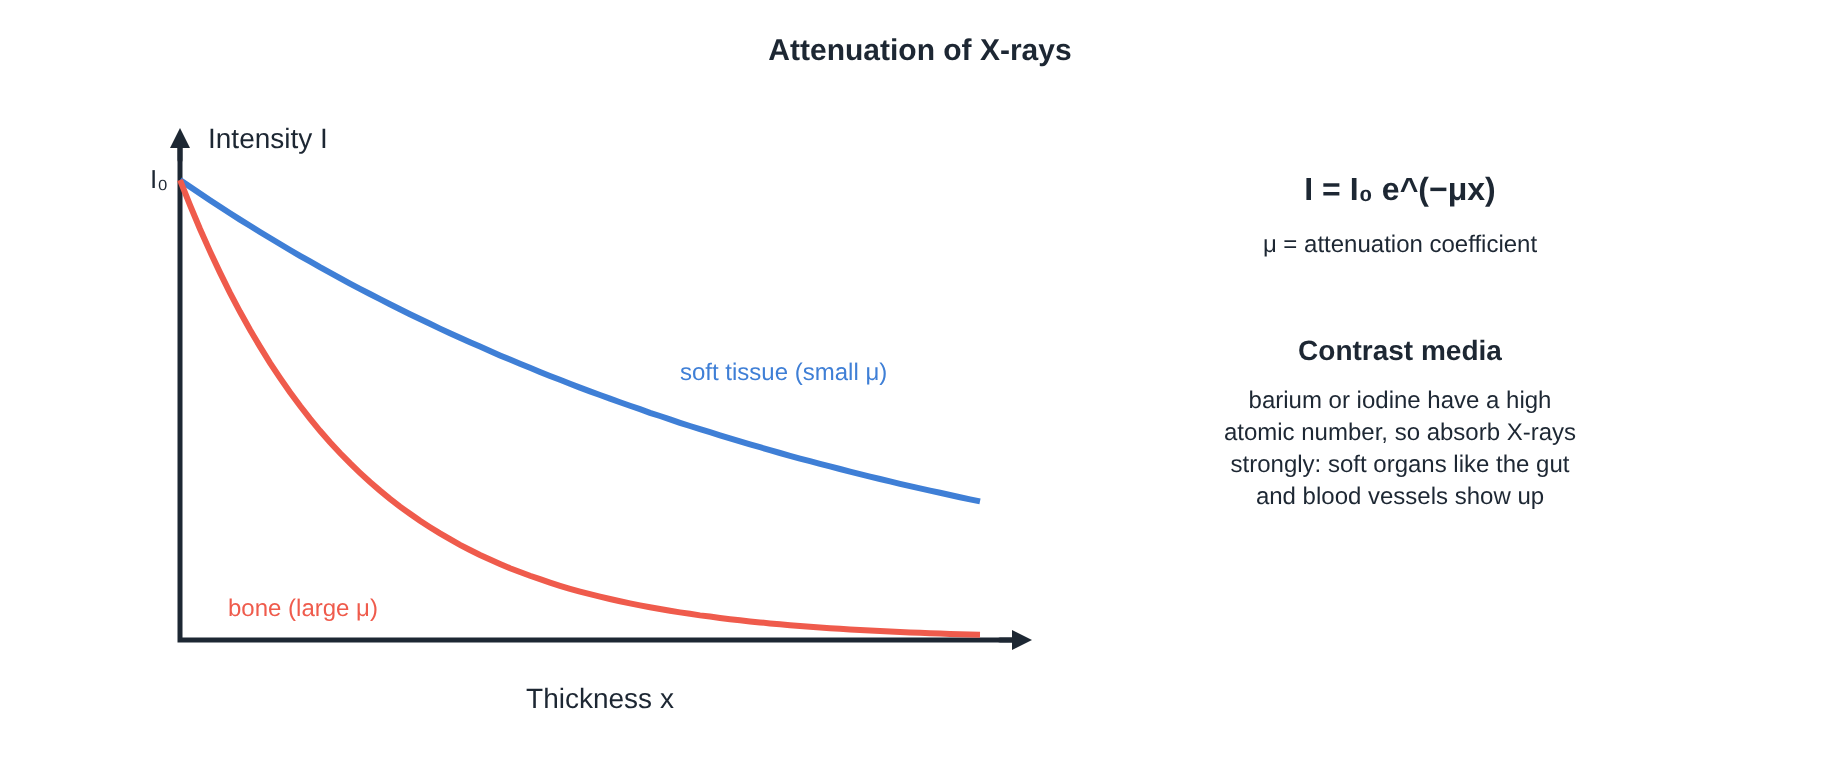 Attenuation of X-rays
Intensity I
I₀
soft tissue (small μ)
bone (large μ)
Thickness x
I = I₀ e^(−μx)
μ = attenuation coefficient
Contrast media
barium or iodine have a high
atomic number, so absorb X-rays
strongly: soft organs like the gut
and blood vessels show up